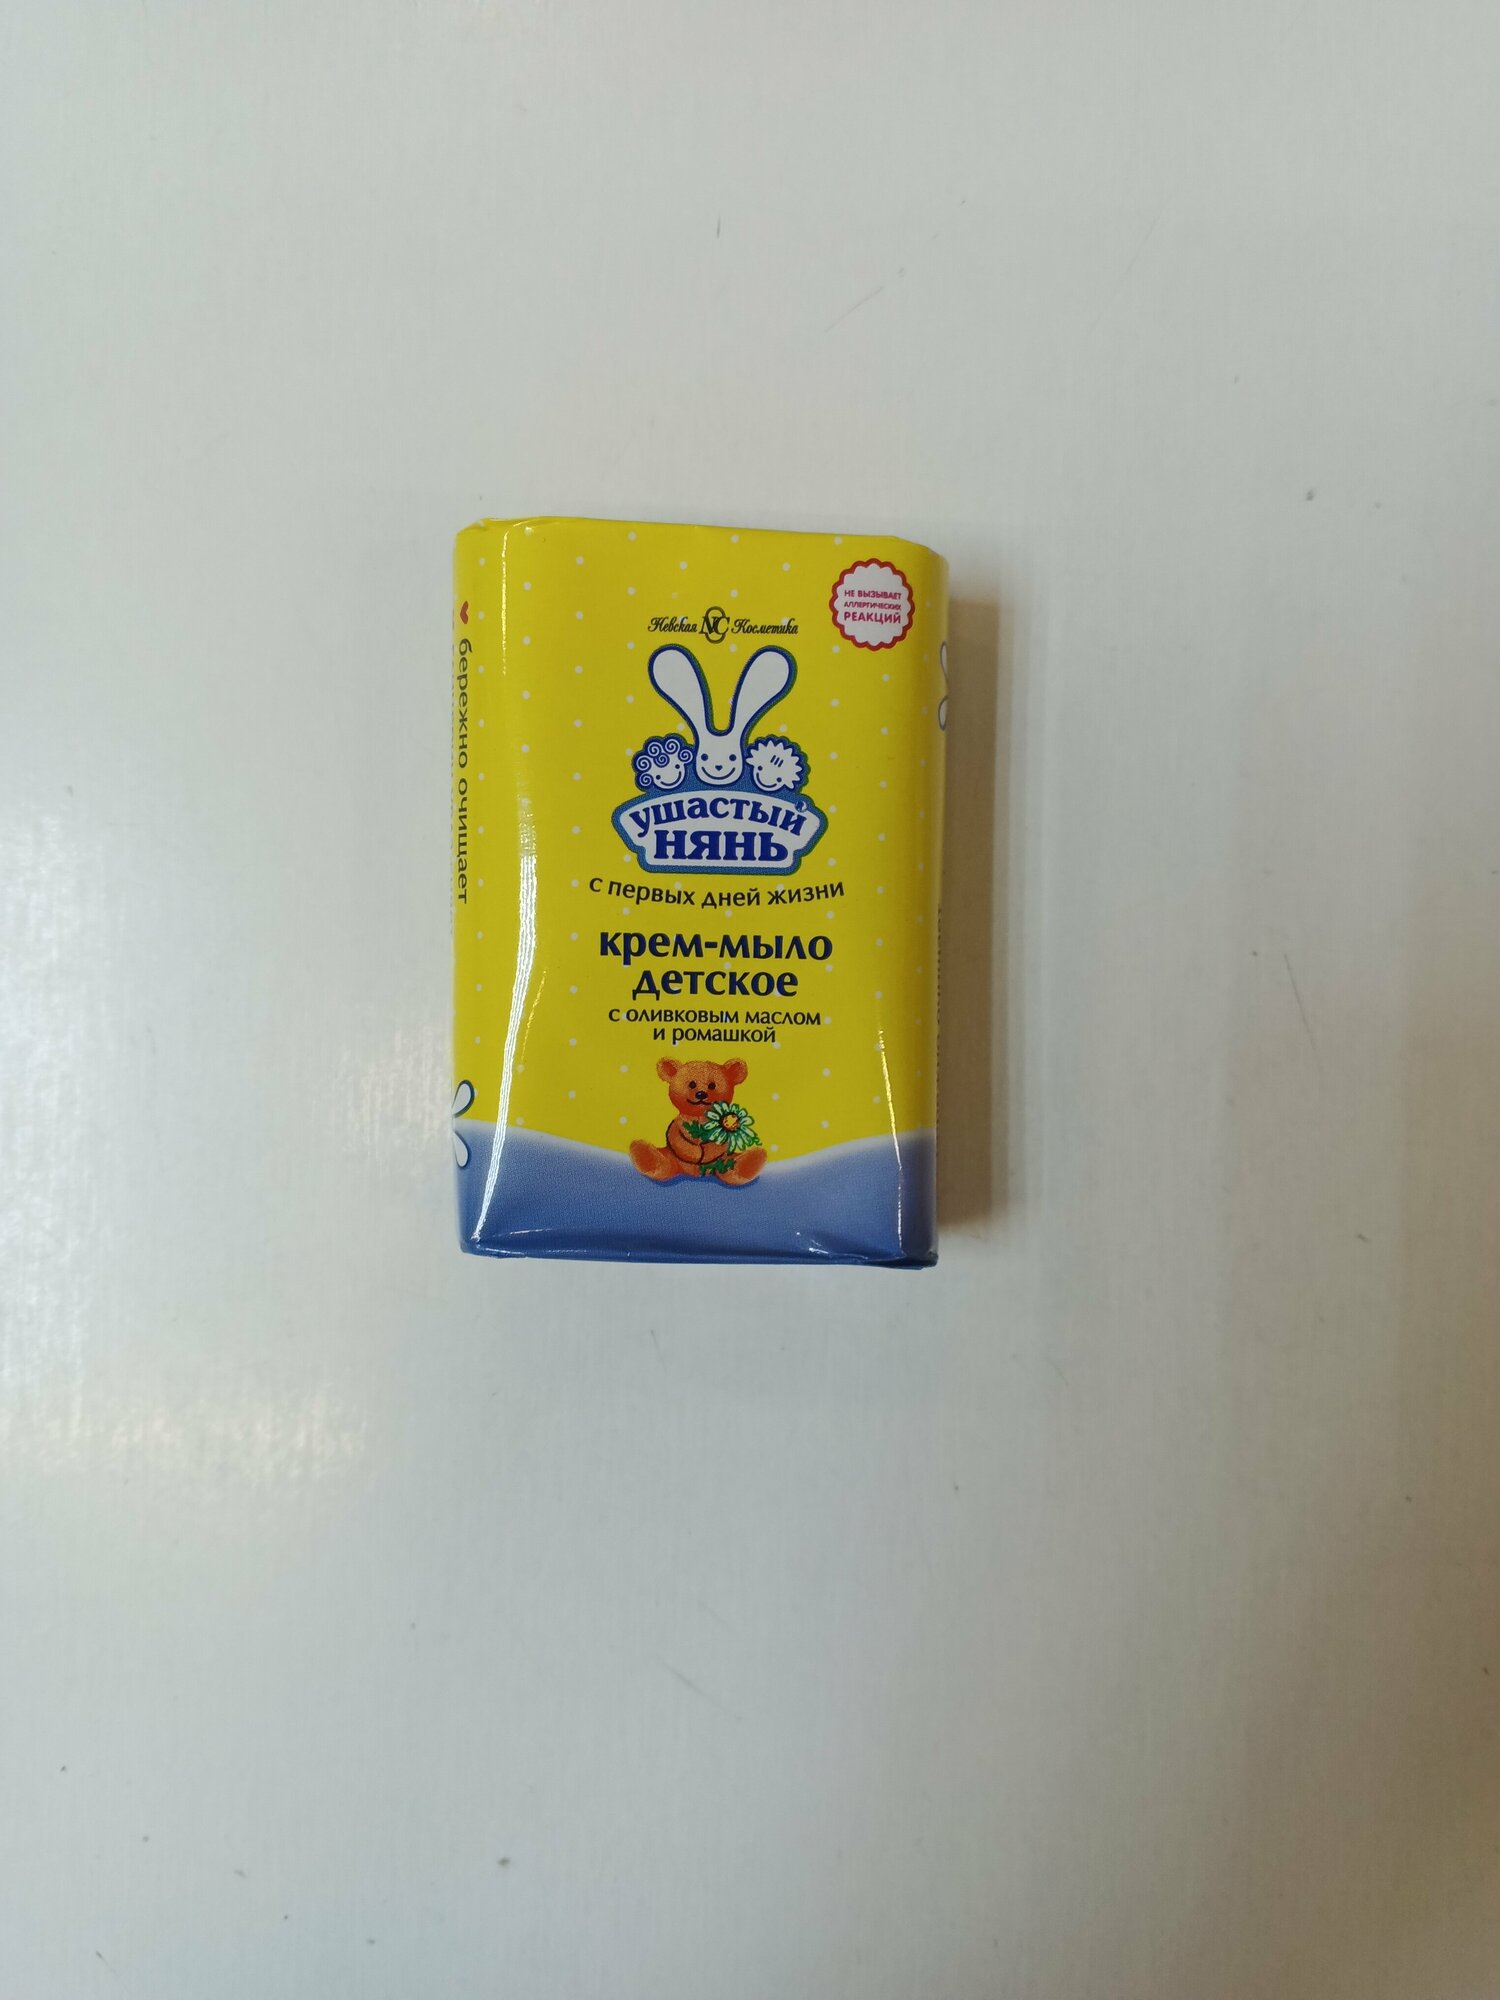 НЕ ВЫЗЫВАЕТ
АЛЛЕРГИЧЕСКИХ
РЕАКЦИЙ
Невская NC Косметика
УШАСТЫЙ
НЯНЬ
с первых дней жизни
крем-мыло
детское
с оливковым маслом
и ромашкой
бережно очищает